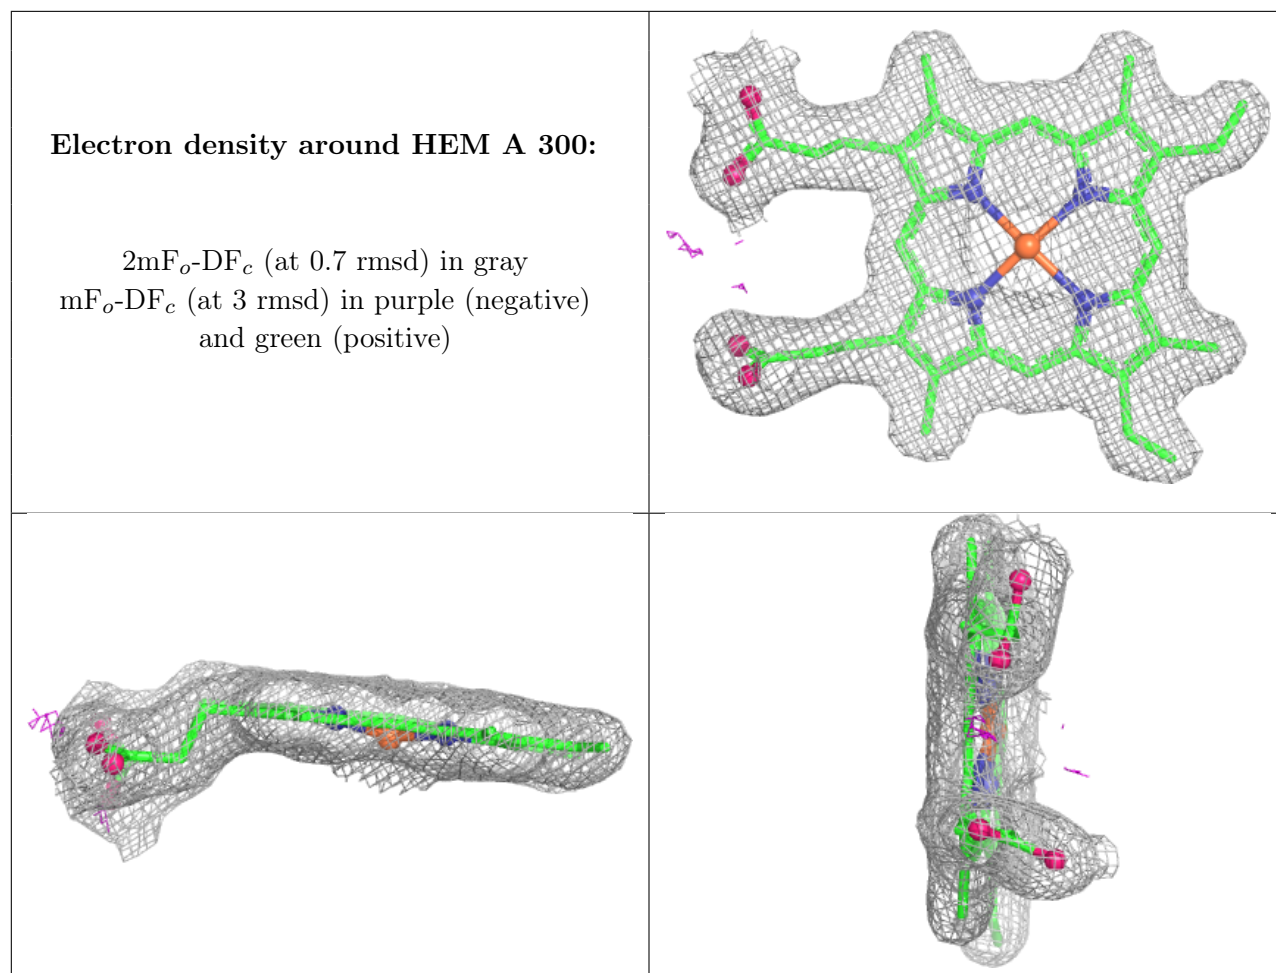 Electron density around HEM A 300:
2mFₒ-DF𝒸 (at 0.7 rmsd) in gray
mFₒ-DF𝒸 (at 3 rmsd) in purple (negative)
and green (positive)